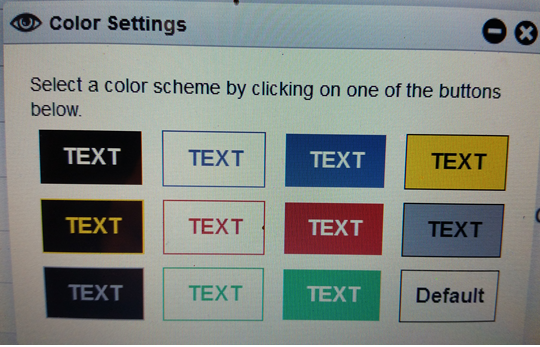 Color Settings
Select a color scheme by clicking on one of the buttons
below.
TEXT TEXT TEXT TEXT
TEXT TEXT TEXT TEXT
TEXT TEXT TEXT Default